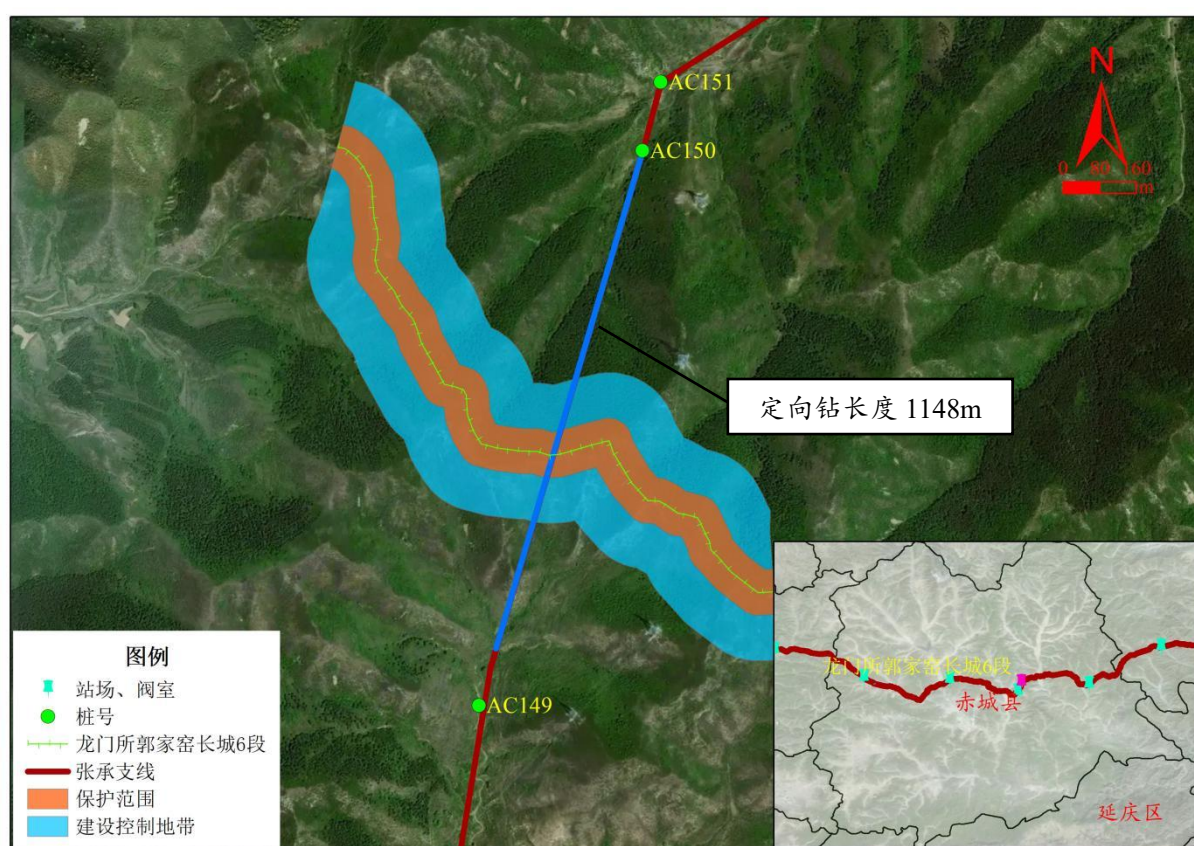 AC151
AC150
N
0 80 160
m
定向钻长度 1148m
AC149
图例
站场、阀室
桩号
龙门所郭家窑长城6段
张承支线
保护范围
建设控制地带
龙门所郭家窑长城6段
赤城县
延庆区